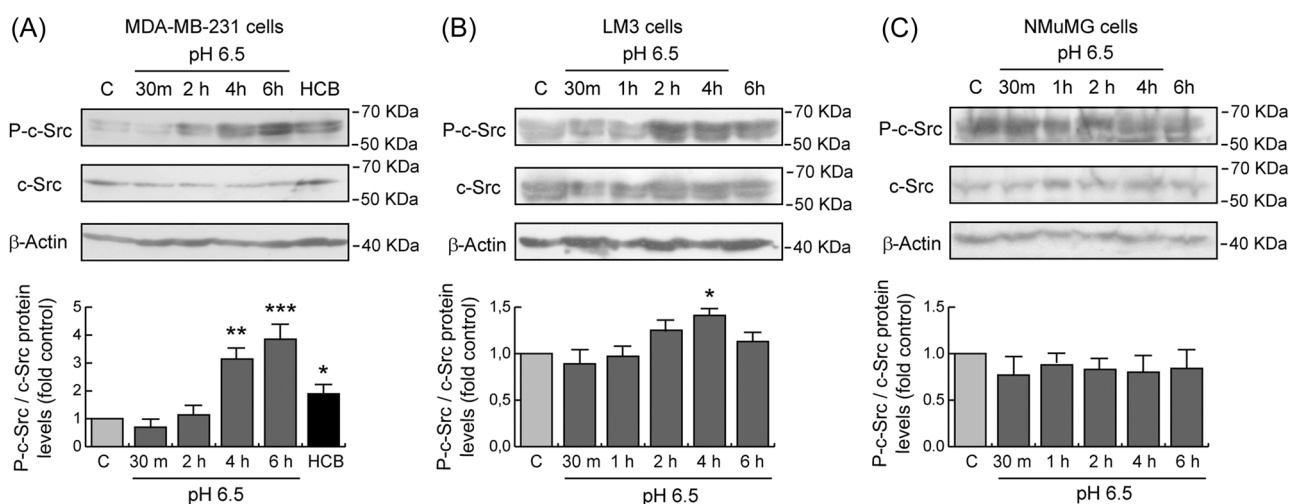 (A)
MDA-MB-231 cells
pH 6.5
C 30m 2 h 4h 6h HCB
P-c-Src
-70 KDa
-50 KDa
c-Src
-70 KDa
-50 KDa
β-Actin
-40 KDa
P-c-Src / c-Src protein
levels (fold control)
5
4
3
2
1
0
** *** *
C 30 m 2 h 4 h 6 h HCB
pH 6.5
(B)
LM3 cells
pH 6.5
C 30m 1h 2 h 4h 6h
P-c-Src
-70 KDa
-50 KDa
c-Src
-70 KDa
-50 KDa
β-Actin
-40 KDa
P-c-Src / c-Src protein
levels (fold control)
1,5
1,0
0,5
0,0
*
C 30 m 1 h 2 h 4 h 6 h
pH 6.5
(C)
NMuMG cells
pH 6.5
C 30m 1h 2 h 4h 6h
P-c-Src
-70 KDa
-50 KDa
c-Src
-70 KDa
-50 KDa
β-Actin
-40 KDa
P-c-Src / c-Src protein
levels (fold control)
1.5
1.0
0.5
0.0
C 30 m 1 h 2 h 4 h 6 h
pH 6.5